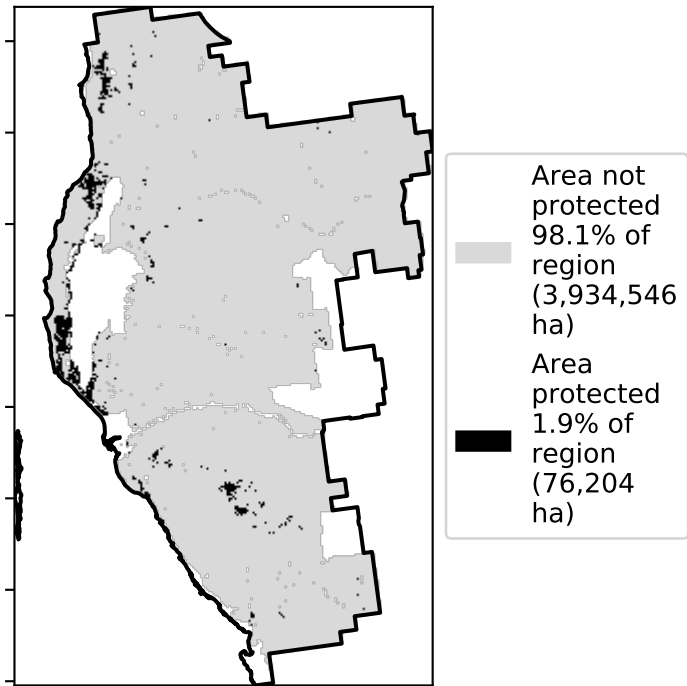 Area not
protected
98.1% of
region
(3,934,546
ha)
Area
protected
1.9% of
region
(76,204
ha)